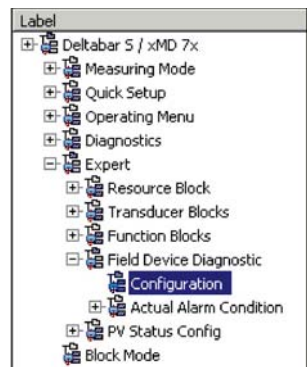 Label
Deltabar S / xMD 7x
Measuring Mode
Quick Setup
Operating Menu
Diagnostics
Expert
Resource Block
Transducer Blocks
Function Blocks
Field Device Diagnostic
Configuration
Actual Alarm Condition
PV Status Config
Block Mode